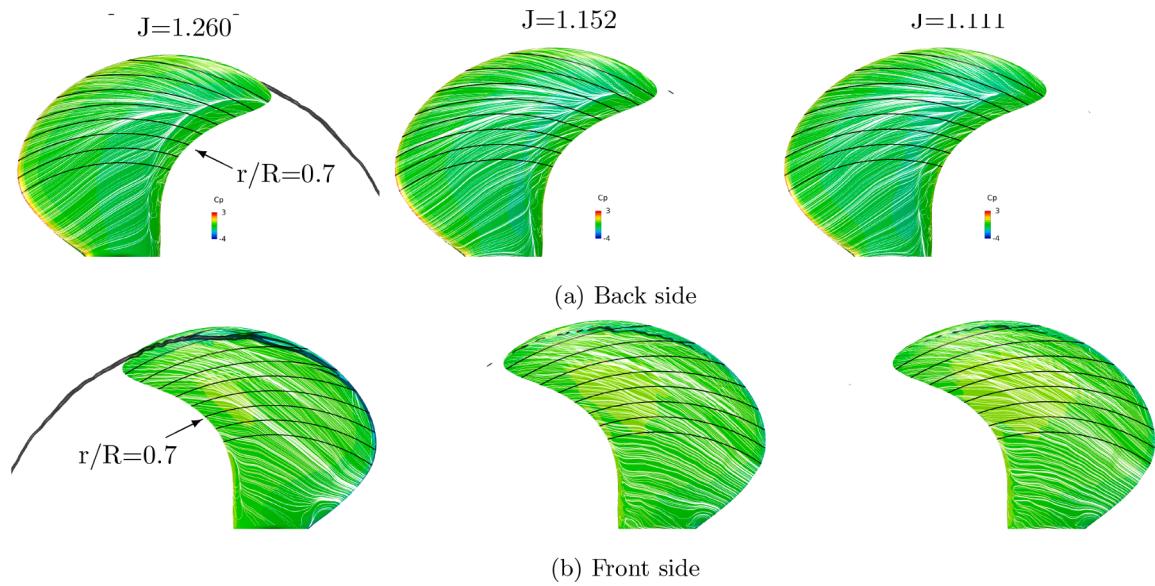 J=1.260
J=1.152
J=1.111
r/R=0.7
Cp
3
-4
Cp
3
-4
Cp
3
-4
(a) Back side
r/R=0.7
(b) Front side